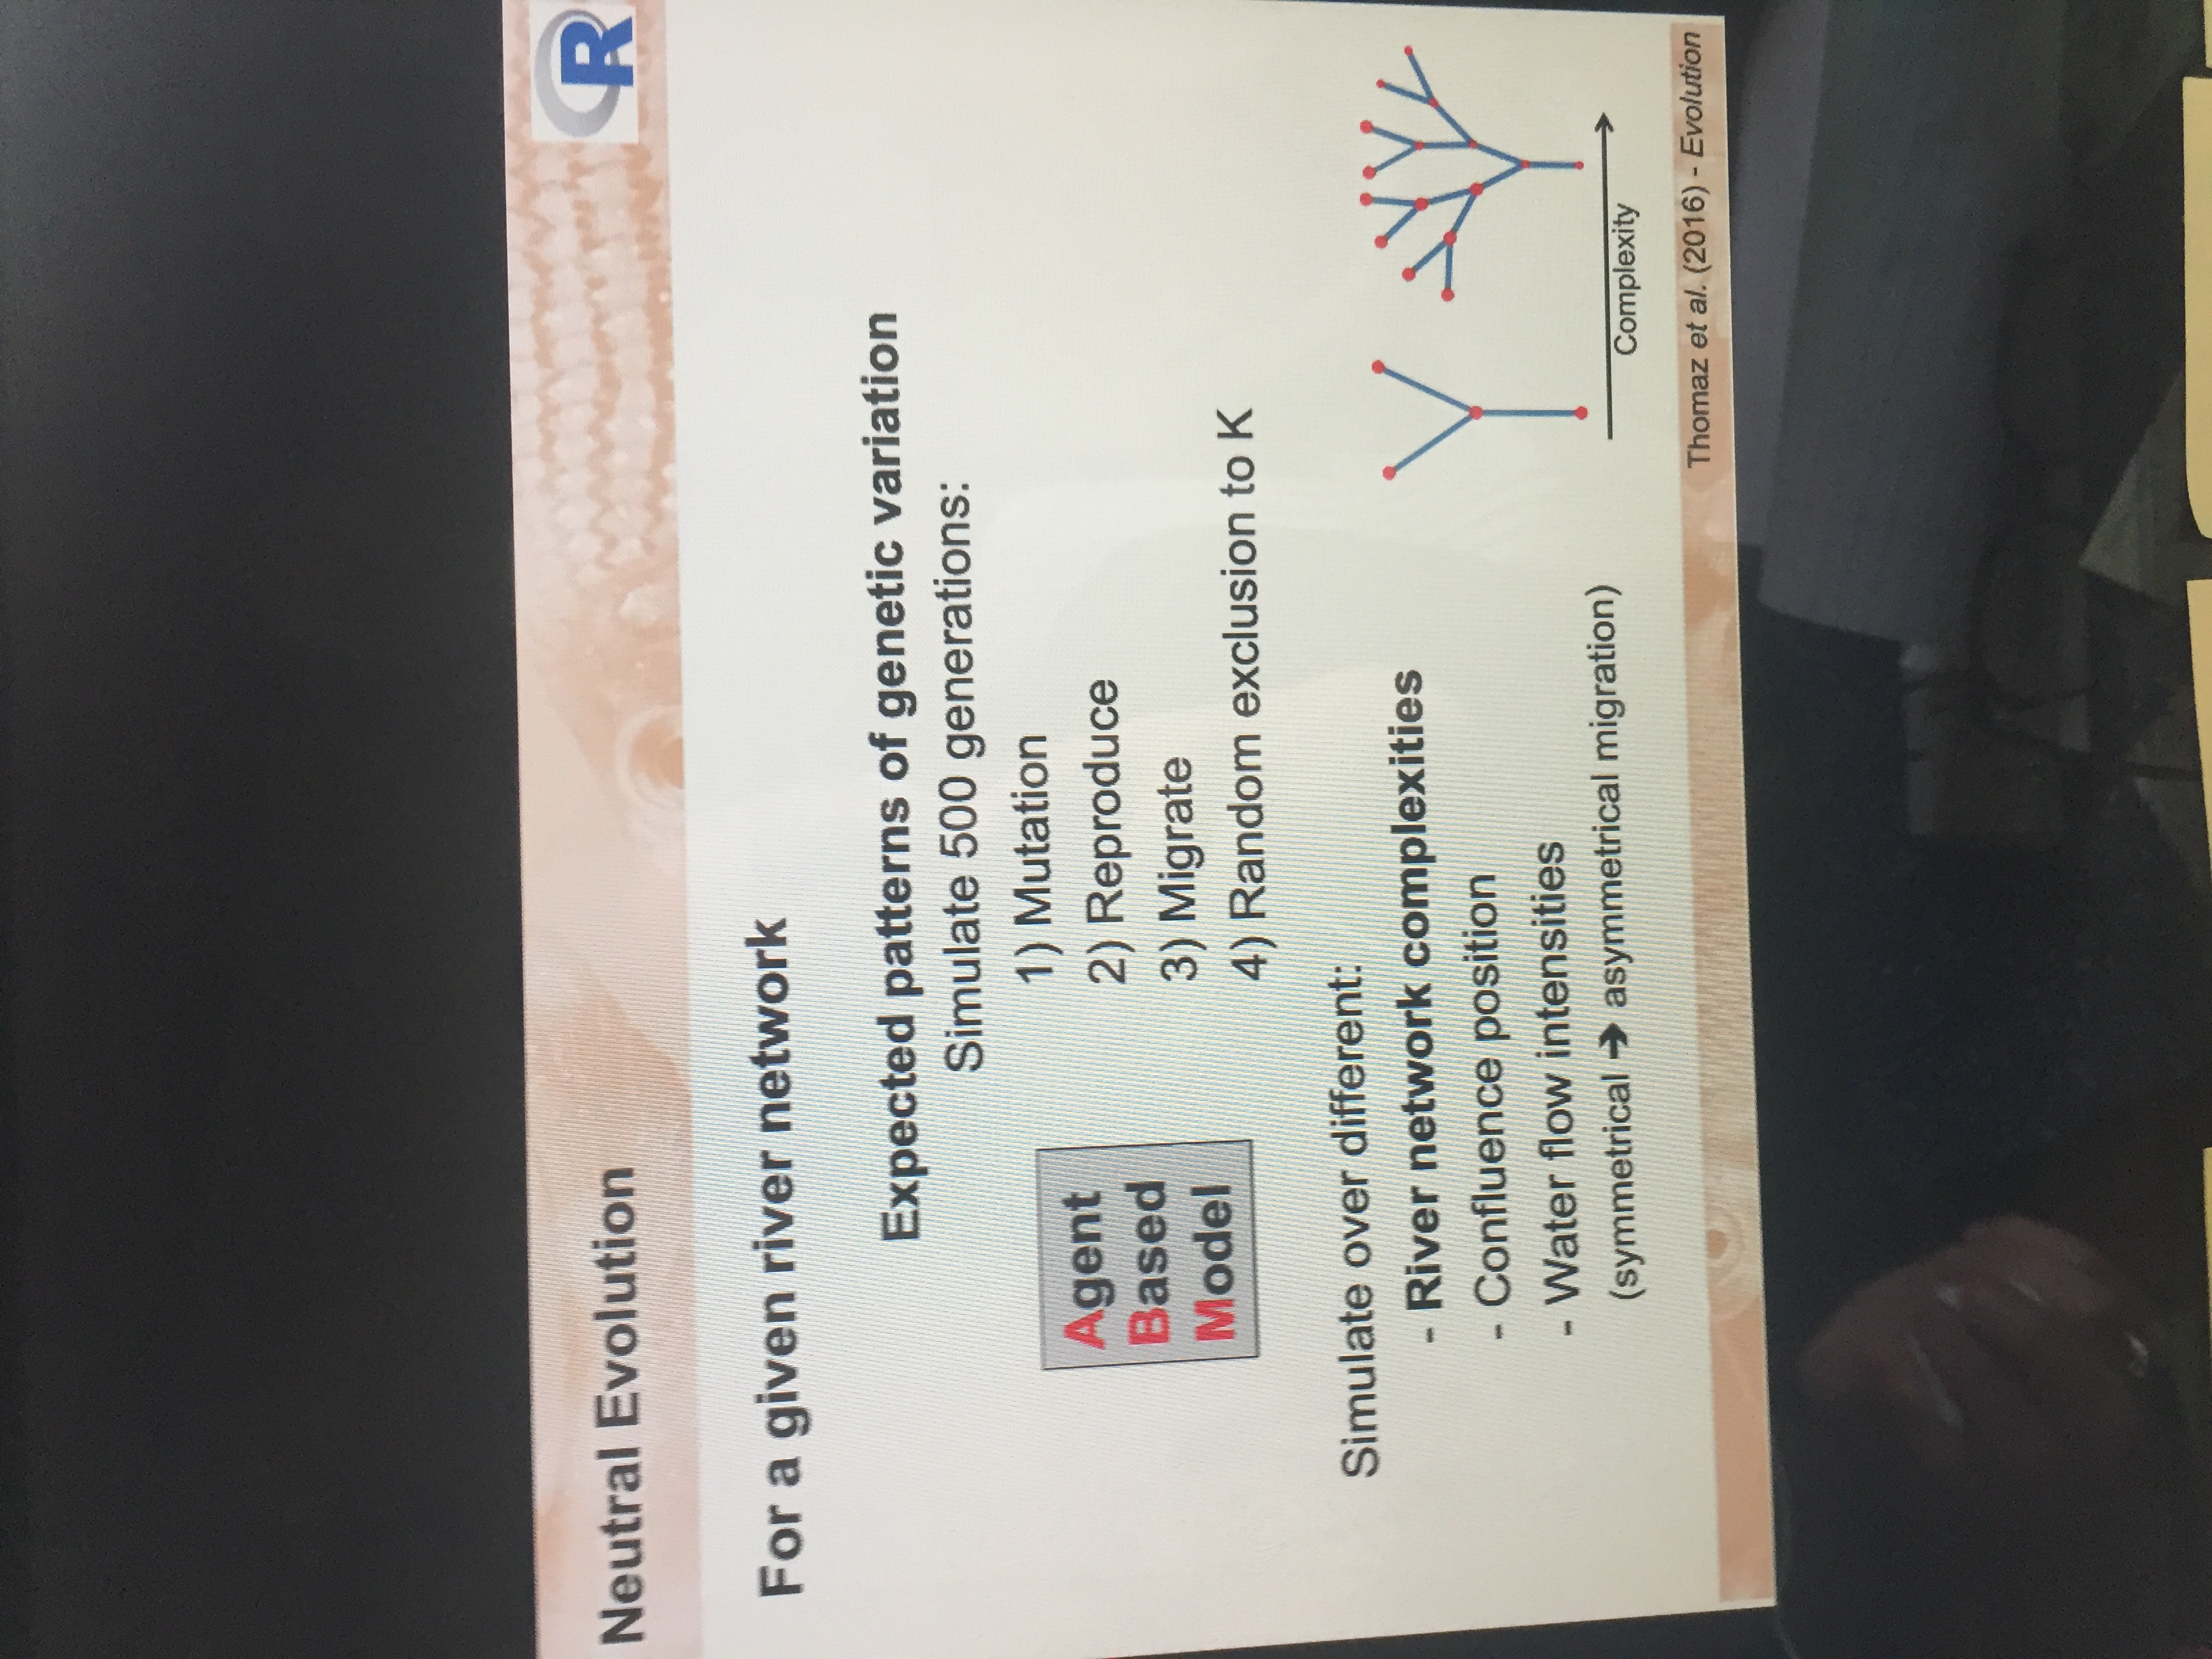 Neutral Evolution
R
For a given river network
Expected patterns of genetic variation
Simulate 500 generations:
1) Mutation
2) Reproduce
3) Migrate
4) Random exclusion to K
Agent
Based
Model
Simulate over different:
- River network complexities
- Confluence position
- Water flow intensities
(symmetrical ➔ asymmetrical migration)
Complexity
Thomaz et al. (2016) - Evolution